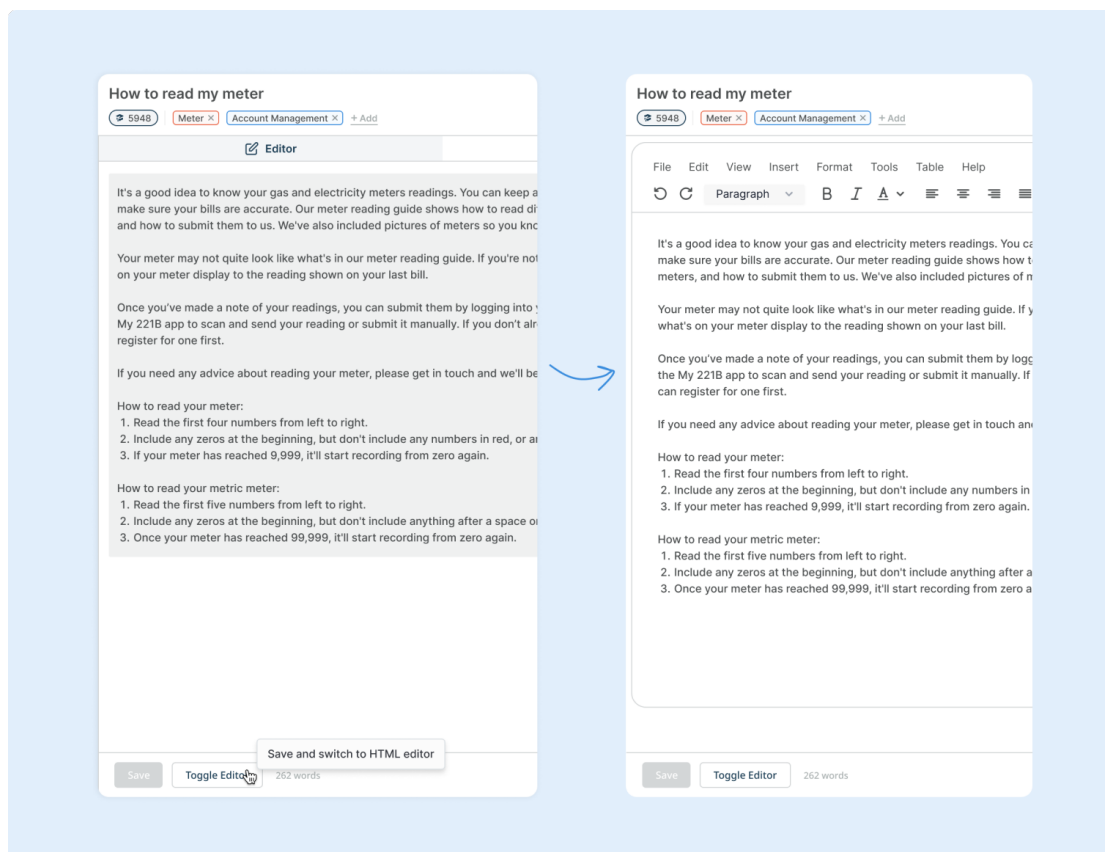 How to read my meter
5948 Meter × Account Management × + Add
Editor
It's a good idea to know your gas and electricity meters readings. You can keep a
make sure your bills are accurate. Our meter reading guide shows how to read di
and how to submit them to us. We've also included pictures of meters so you kno
Your meter may not quite look like what's in our meter reading guide. If you're not
on your meter display to the reading shown on your last bill.
Once you've made a note of your readings, you can submit them by logging into
My 221B app to scan and send your reading or submit it manually. If you don't alr
register for one first.
If you need any advice about reading your meter, please get in touch and we'll be
How to read your meter:
1. Read the first four numbers from left to right.
2. Include any zeros at the beginning, but don't include any numbers in red, or
3. If your meter has reached 9,999, it'll start recording from zero again.
How to read your metric meter:
1. Read the first five numbers from left to right.
2. Include any zeros at the beginning, but don't include anything after a space
3. Once your meter has reached 99,999, it'll start recording from zero again.
Save and switch to HTML editor
Save Toggle Editor 262 words
How to read my meter
5948 Meter × Account Management × + Add
File Edit View Insert Format Tools Table Help
Paragraph B I A
It's a good idea to know your gas and electricity meters readings. You ca
make sure your bills are accurate. Our meter reading guide shows how t
meters, and how to submit them to us. We've also included pictures of
Your meter may not quite look like what's in our meter reading guide. If
what's on your meter display to the reading shown on your last bill.
Once you've made a note of your readings, you can submit them by logg
the My 221B app to scan and send your reading or submit it manually. If
can register for one first.
If you need any advice about reading your meter, please get in touch an
How to read your meter:
1. Read the first four numbers from left to right.
2. Include any zeros at the beginning, but don't include any numbers in
3. If your meter has reached 9,999, it'll start recording from zero again.
How to read your metric meter:
1. Read the first five numbers from left to right.
2. Include any zeros at the beginning, but don't include anything after a
3. Once your meter has reached 99,999, it'll start recording from zero a
Save Toggle Editor 262 words